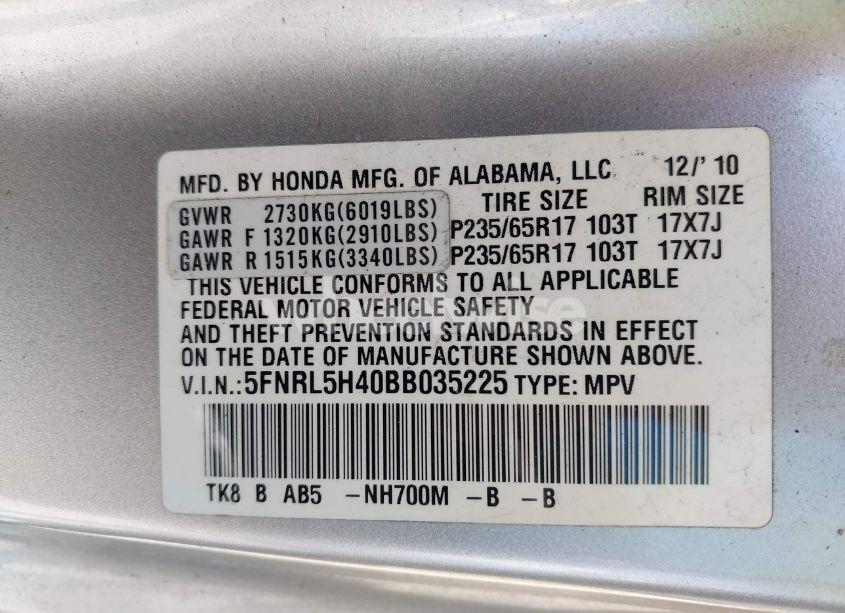 MFD. BY HONDA MFG. OF ALABAMA, LLC 12/' 10
TIRE SIZE RIM SIZE
GVWR 2730KG(6019LBS)
GAWR F 1320KG(2910LBS) P235/65R17 103T 17X7J
GAWR R 1515KG(3340LBS) P235/65R17 103T 17X7J
THIS VEHICLE CONFORMS TO ALL APPLICABLE
FEDERAL MOTOR VEHICLE SAFETY
AND THEFT PREVENTION STANDARDS IN EFFECT
ON THE DATE OF MANUFACTURE SHOWN ABOVE.
V.I.N.: 5FNRL5H40BB035225 TYPE: MPV
TK8 B AB5 -NH700M -B -B